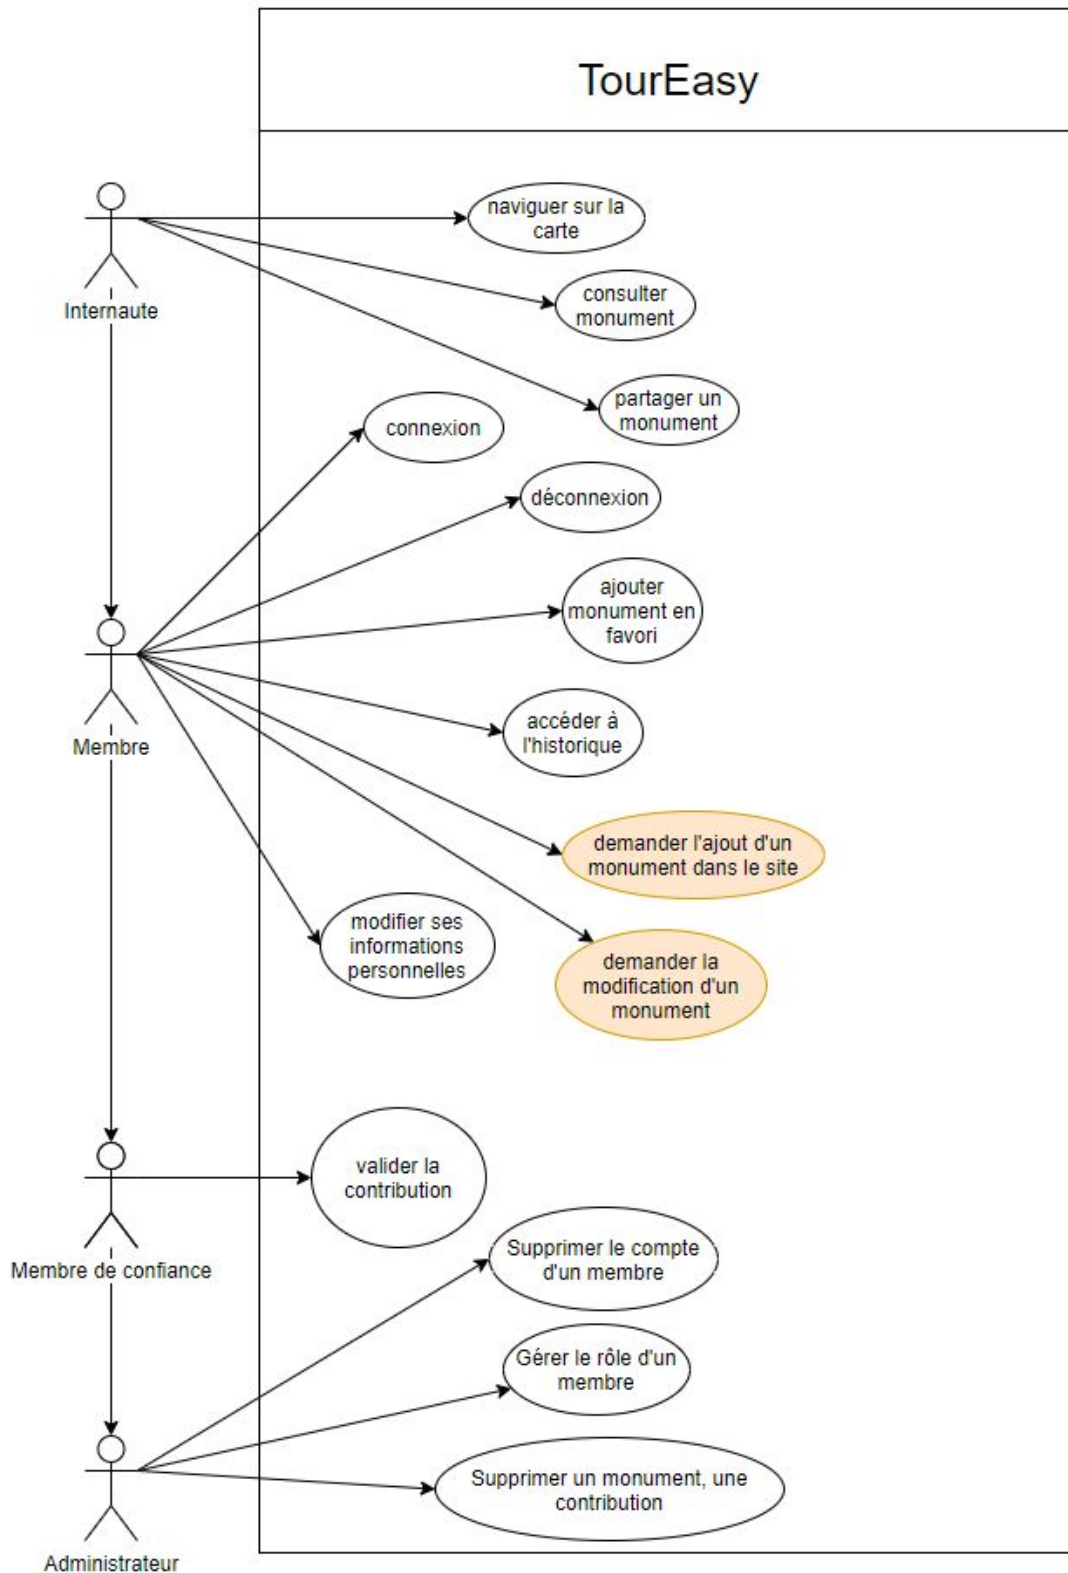 TourEasy
naviguer sur la
carte
consulter
monument
Internaute
partager un
monument
connexion
déconnexion
ajouter
monument en
favori
accéder à
l'historique
Membre
demander l'ajout d'un
monument dans le site
modifier ses
informations
personnelles
demander la
modification d'un
monument
valider la
contribution
Membre de confiance
Supprimer le compte
d'un membre
Gérer le rôle d'un
membre
Supprimer un monument, une
contribution
Administrateur